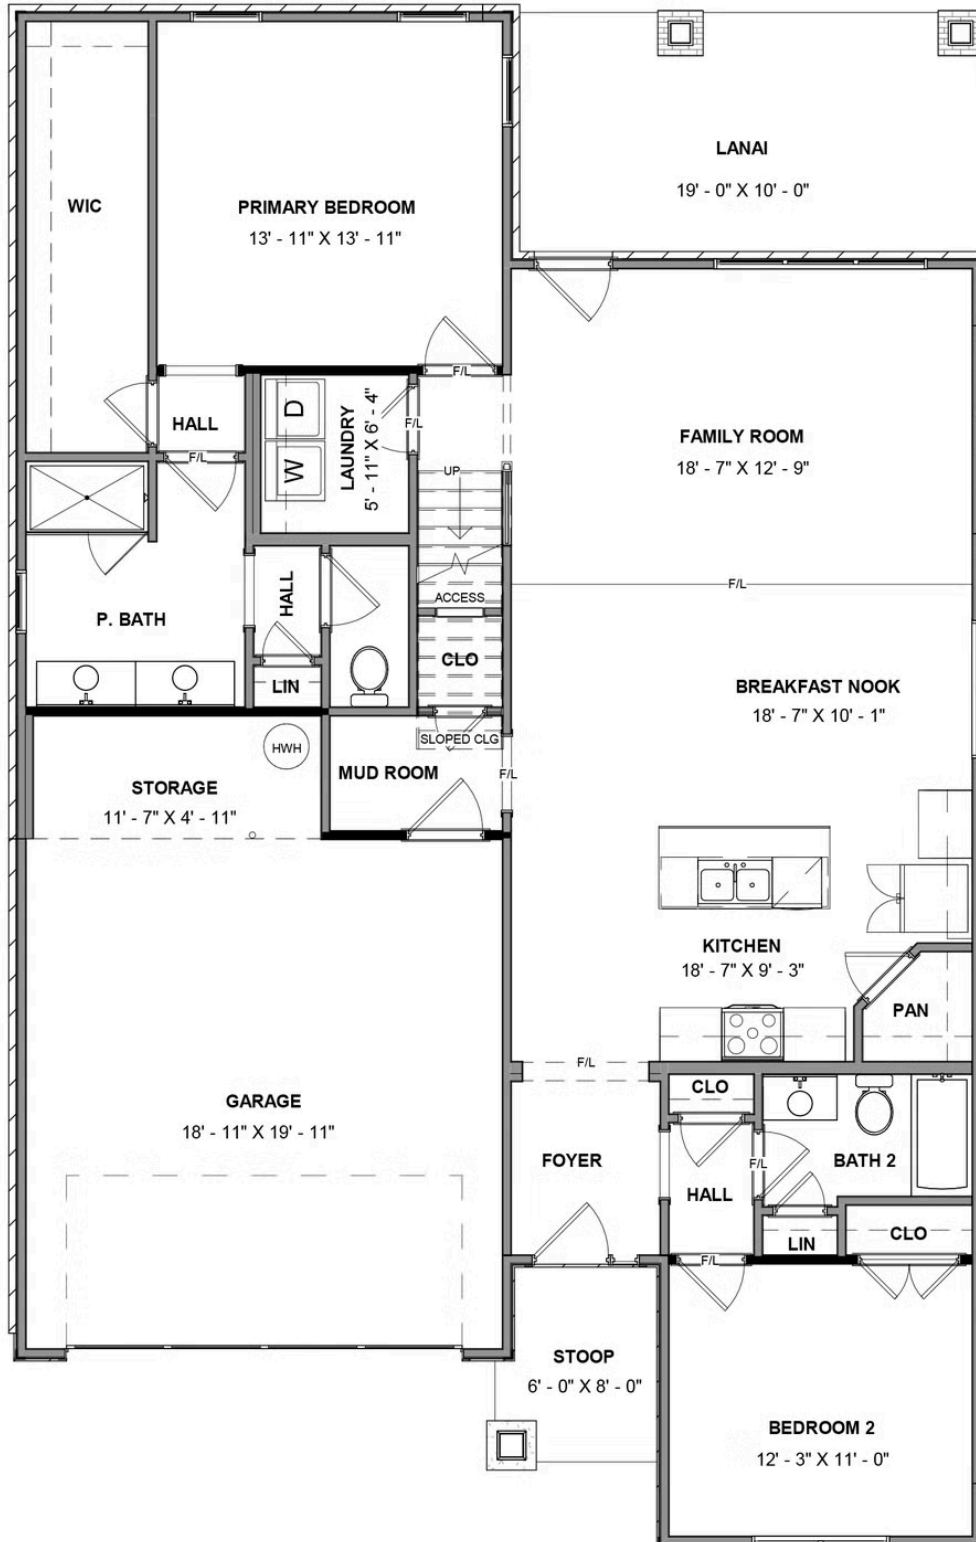 LANAI
19' - 0" X 10' - 0"
WIC
PRIMARY BEDROOM
13' - 11" X 13' - 11"
F/L
HALL
F/L
D
W
LAUNDRY
5' - 11" X 6' - 4"
F/L
UP
FAMILY ROOM
18' - 7" X 12' - 9"
F/L
ACCESS
HALL
P. BATH
CLO
LIN
BREAKFAST NOOK
18' - 7" X 10' - 1"
SLOPED CLG
HWH
MUD ROOM
F/L
STORAGE
11' - 7" X 4' - 11"
KITCHEN
18' - 7" X 9' - 3"
PAN
F/L
CLO
GARAGE
18' - 11" X 19' - 11"
FOYER
F/L
BATH 2
HALL
CLO
LIN
F/L
STOOP
6' - 0" X 8' - 0"
BEDROOM 2
12' - 3" X 11' - 0"